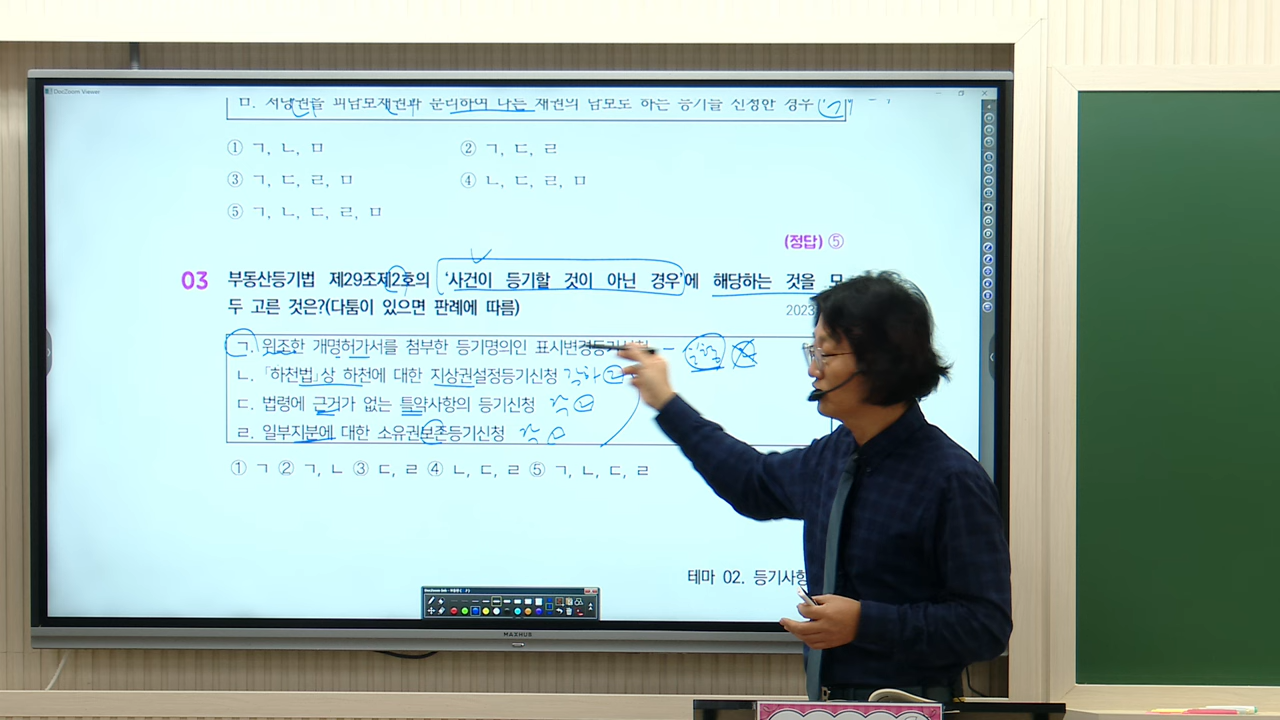 DocZoom Viewer
ㅁ. 저당권을 피담보채권과 분리하여 다른 채권의 담보로 하는 등기를 신청한 경우
① ㄱ, ㄴ, ㅁ ② ㄱ, ㄷ, ㄹ
③ ㄱ, ㄷ, ㄹ, ㅁ ④ ㄴ, ㄷ, ㄹ, ㅁ
⑤ ㄱ, ㄴ, ㄷ, ㄹ, ㅁ
(정답) ⑤
03 부동산등기법 제29조제2호의 '사건이 등기할 것이 아닌 경우'에 해당하는 것을 모
두 고른 것은?(다툼이 있으면 판례에 따름)
2023
ㄱ. 위조한 개명허가서를 첨부한 등기명의인 표시변경등기신청
ㄴ. 「하천법」상 하천에 대한 지상권설정등기신청 각하 2
ㄷ. 법령에 근거가 없는 특약사항의 등기신청 각
ㄹ. 일부지분에 대한 소유권보존등기신청 각
① ㄱ ② ㄱ, ㄴ ③ ㄷ, ㄹ ④ ㄴ, ㄷ, ㄹ ⑤ ㄱ, ㄴ, ㄷ, ㄹ
테마 02. 등기사항
MAXHUB